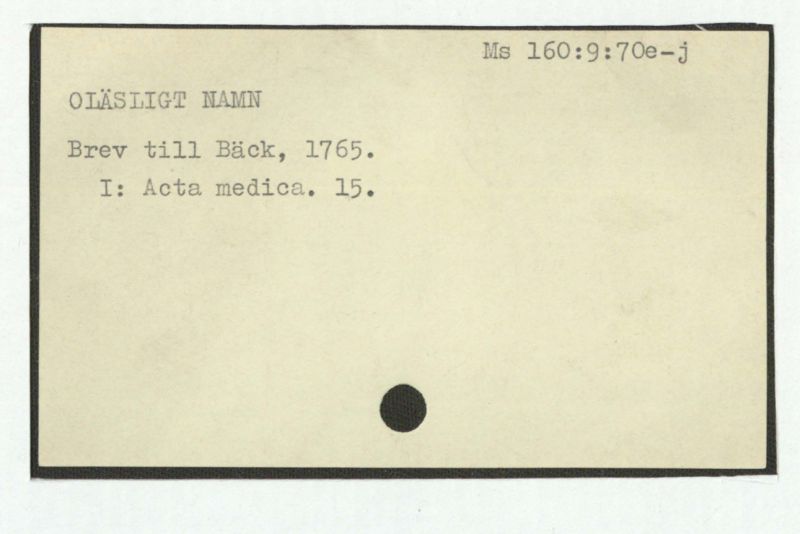 Ms 160:9:70e-j
OLÄSLIGT NAMN
Brev till Bäck, 1765.
I: Acta medica. 15.